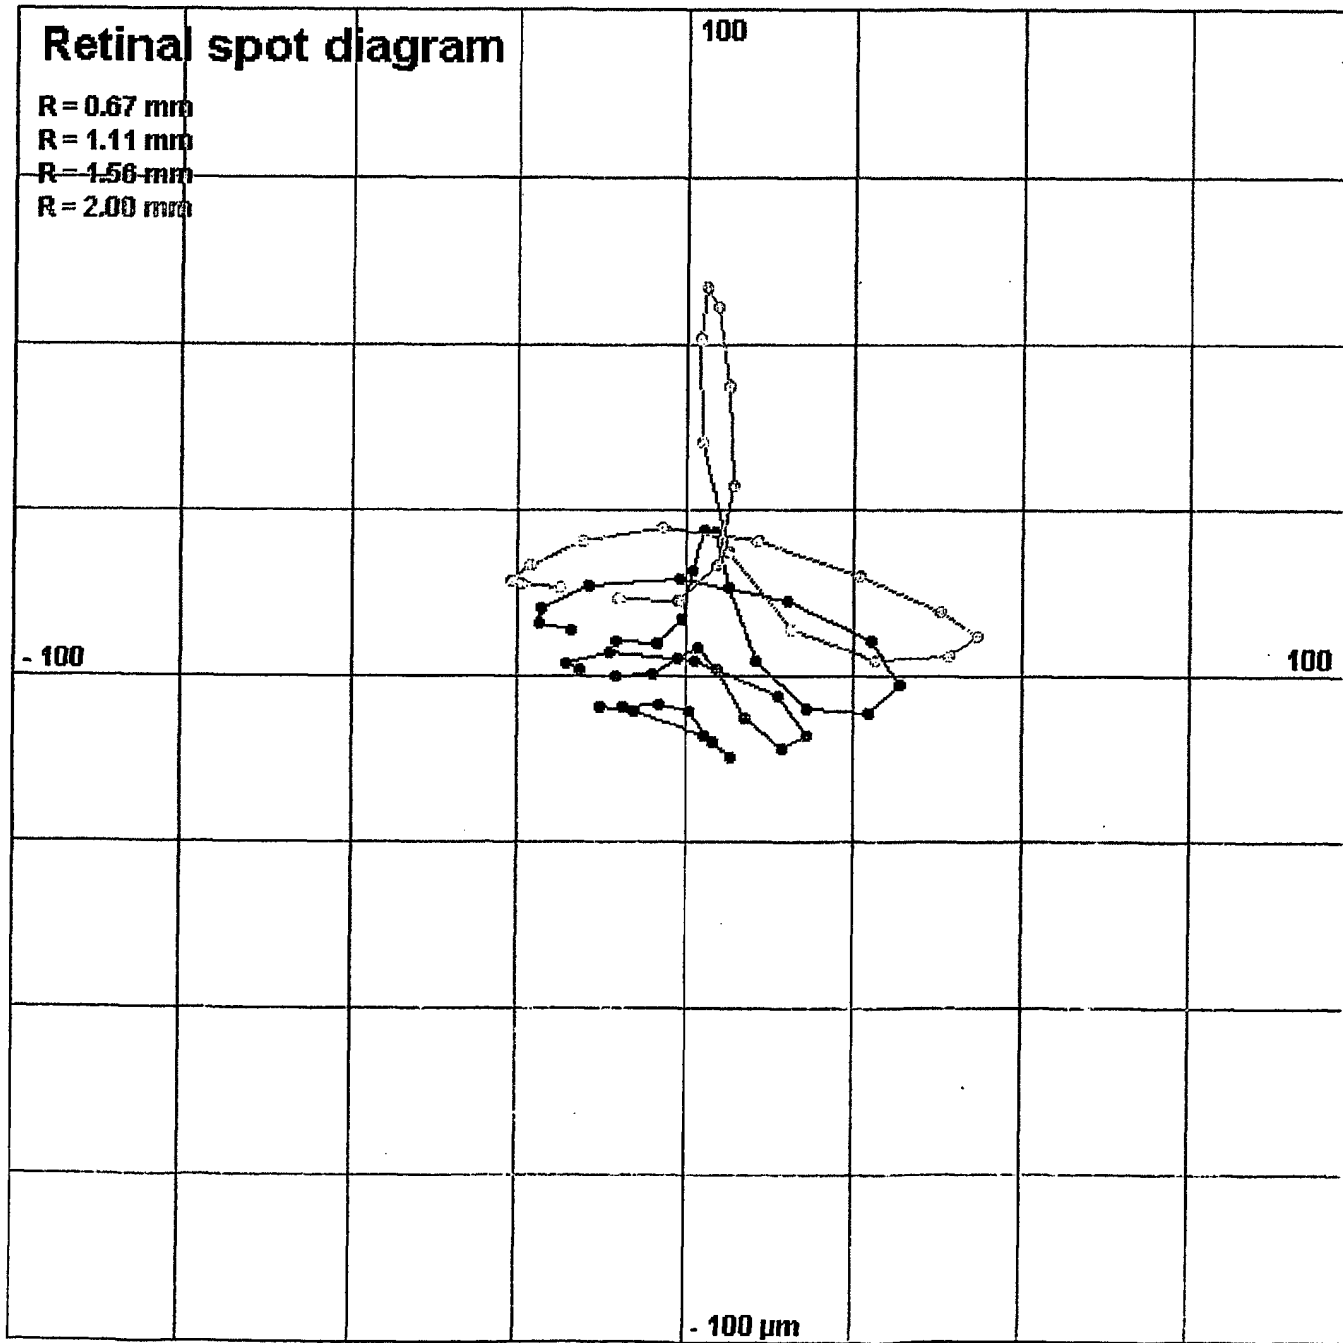 Retinal spot diagram
100
R = 0.67 mm
R = 1.11 mm
R = 1.56 mm
R = 2.00 mm
- 100
100
- 100 µm